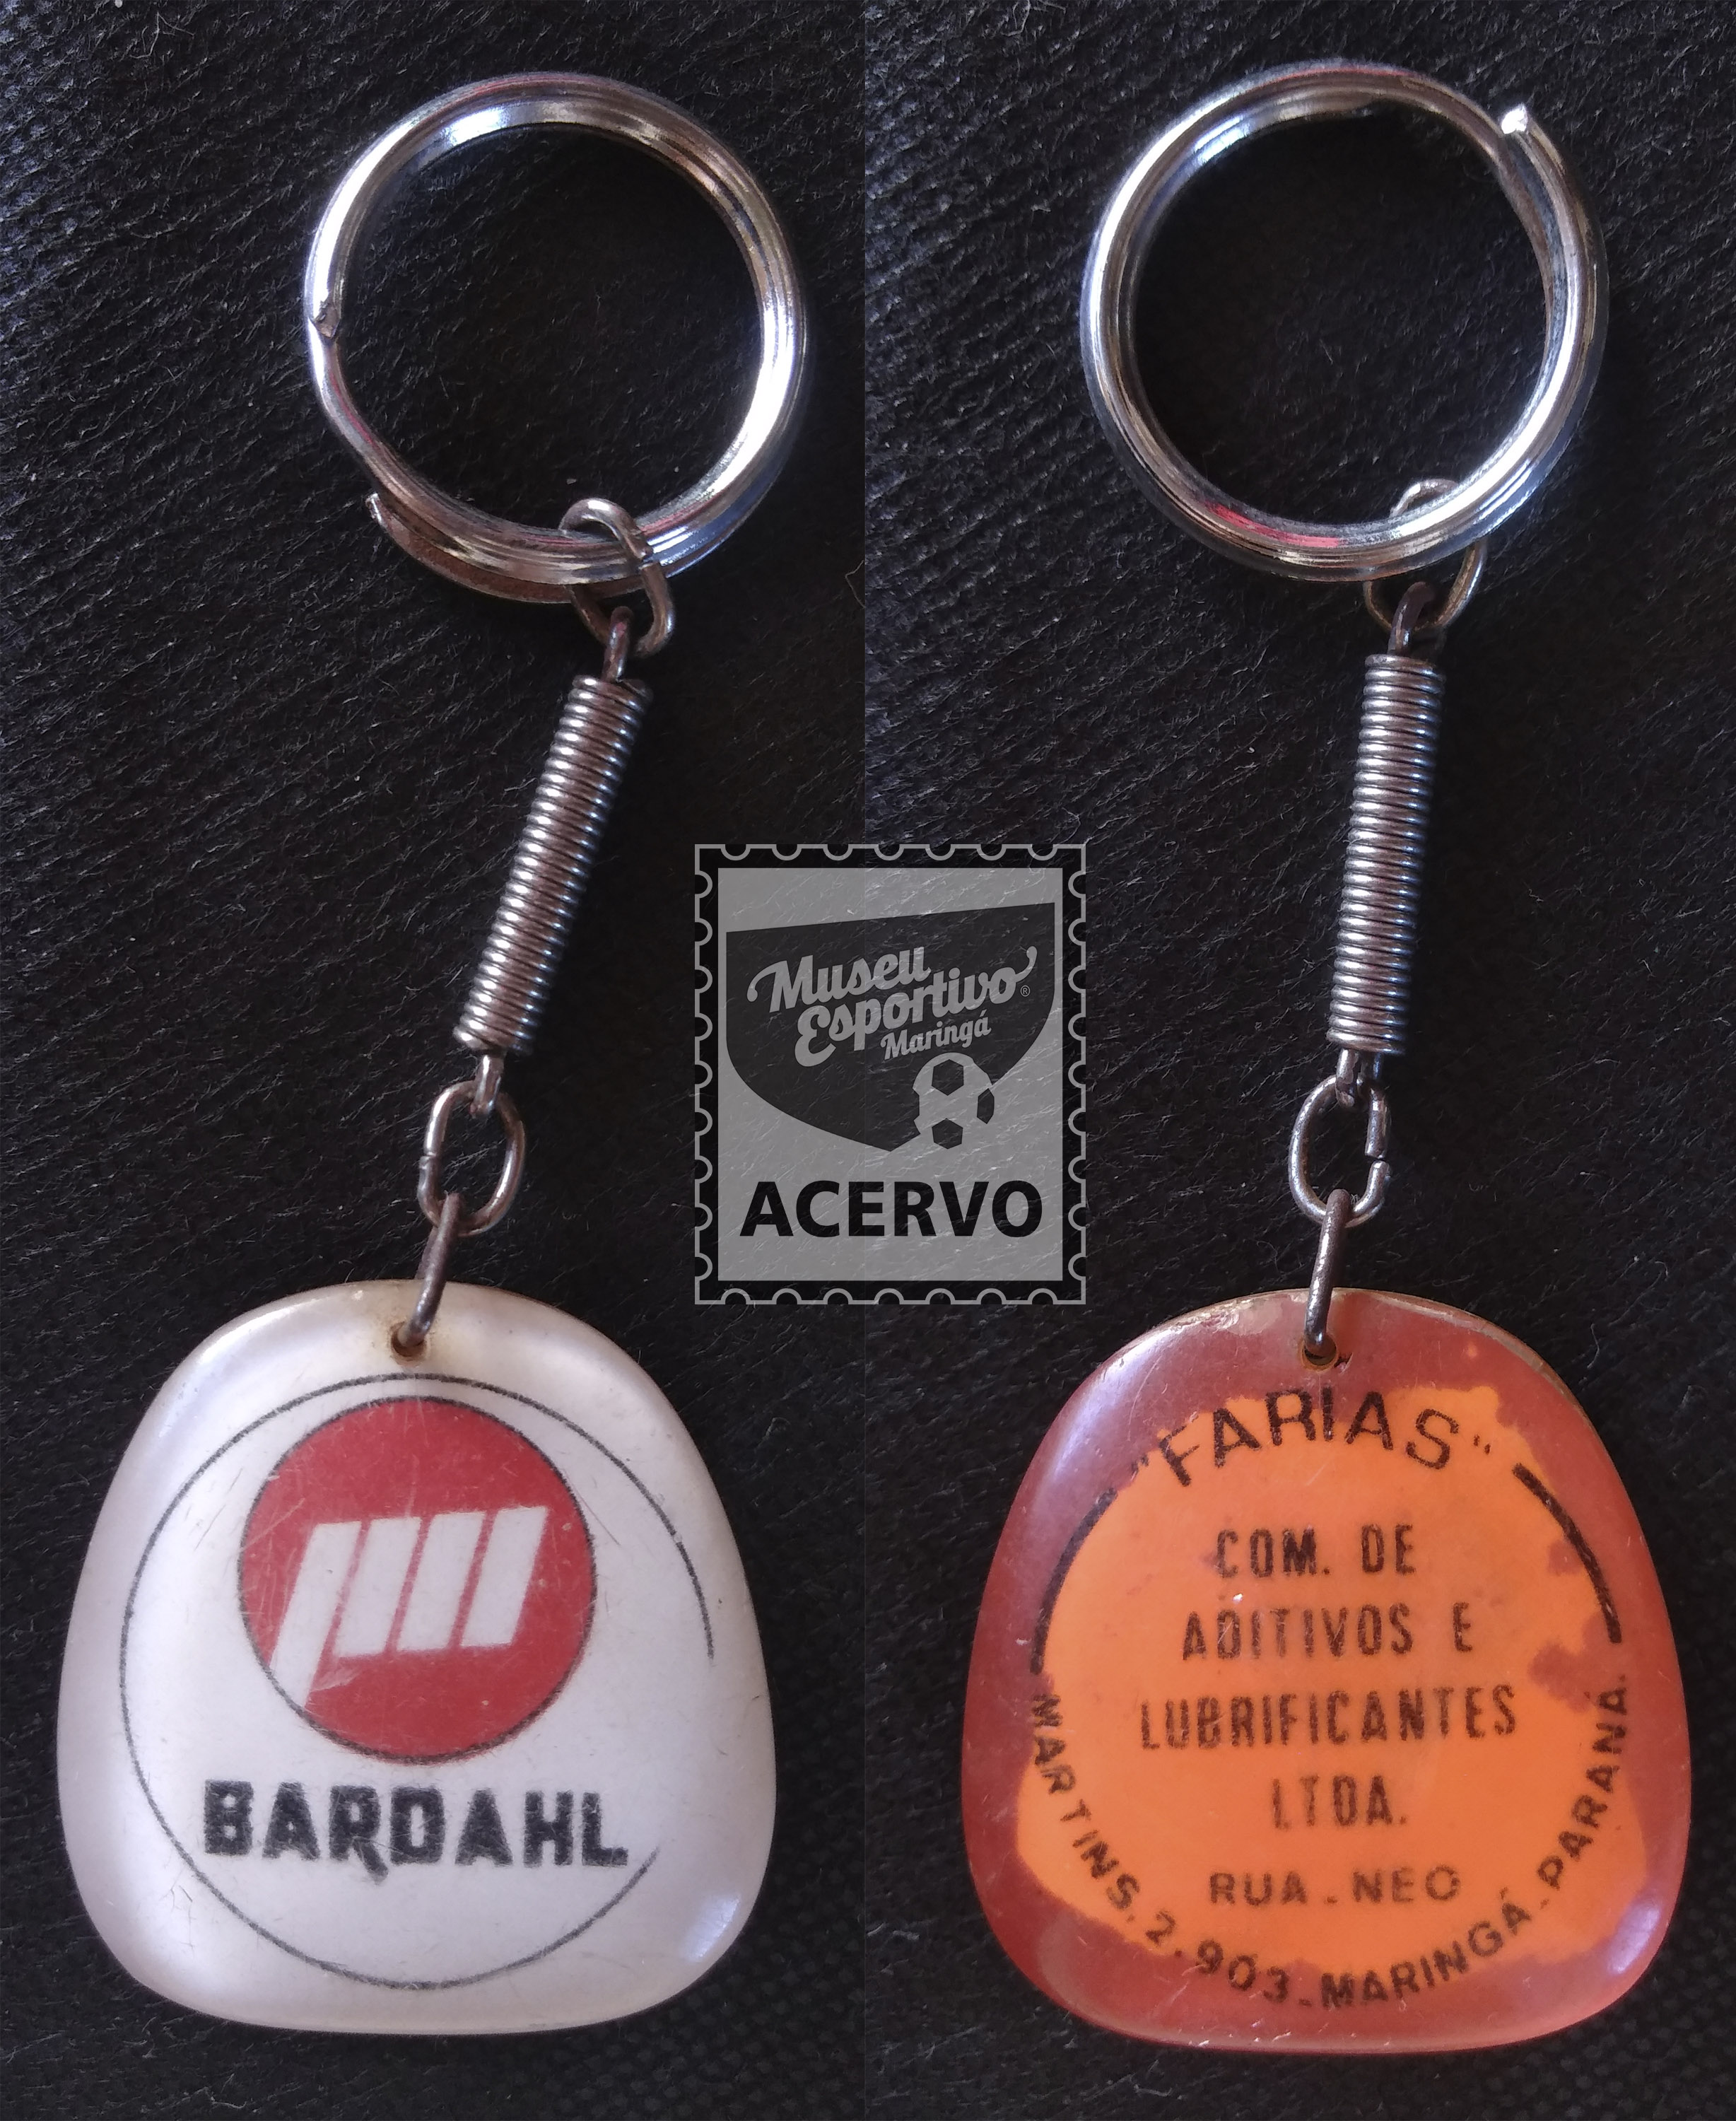 BARDAHL
Museu
Esportivo®
Maringá
ACERVO
"FARIAS"
COM. DE
ADITIVOS E
LUBRIFICANTES
LTDA.
RUA - NEO
MARTINS, 2.903 - MARINGÁ - PARANÁ